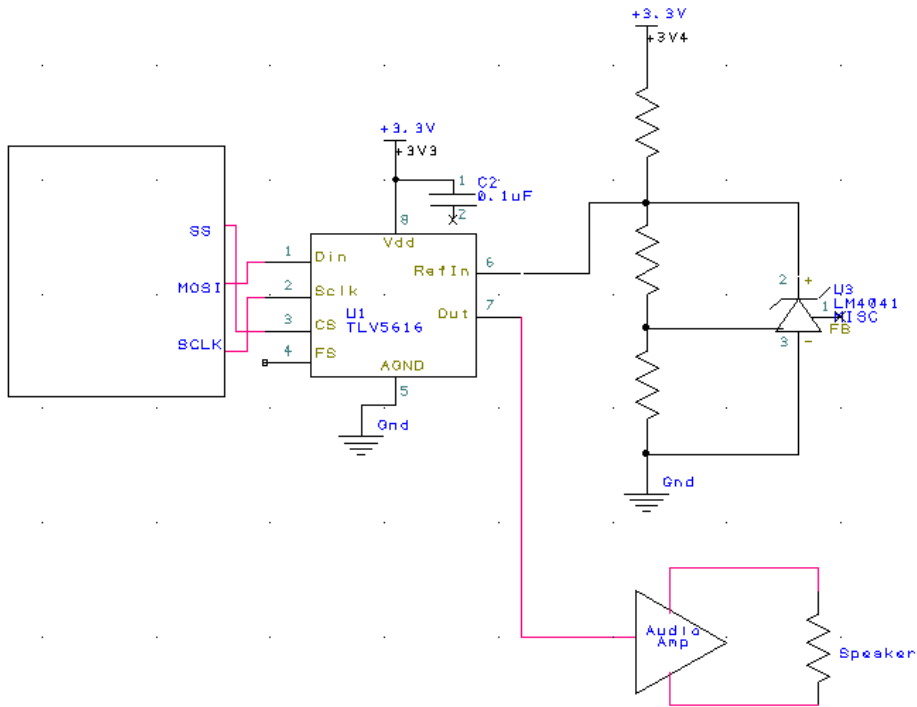 +3.3V
+3V4
+3.3V
+3V3
1
C2
0.1uF
2
8
Vdd
SS
MOSI
SCLK
1
Din
2
Sclk
3
CS
4
FS
U1
TLV5616
RefIn
6
Out
7
AGND
5
Gnd
2
+
U3
LM4041
1
MISC
FB
3
-
Gnd
Audio
Amp
Speaker